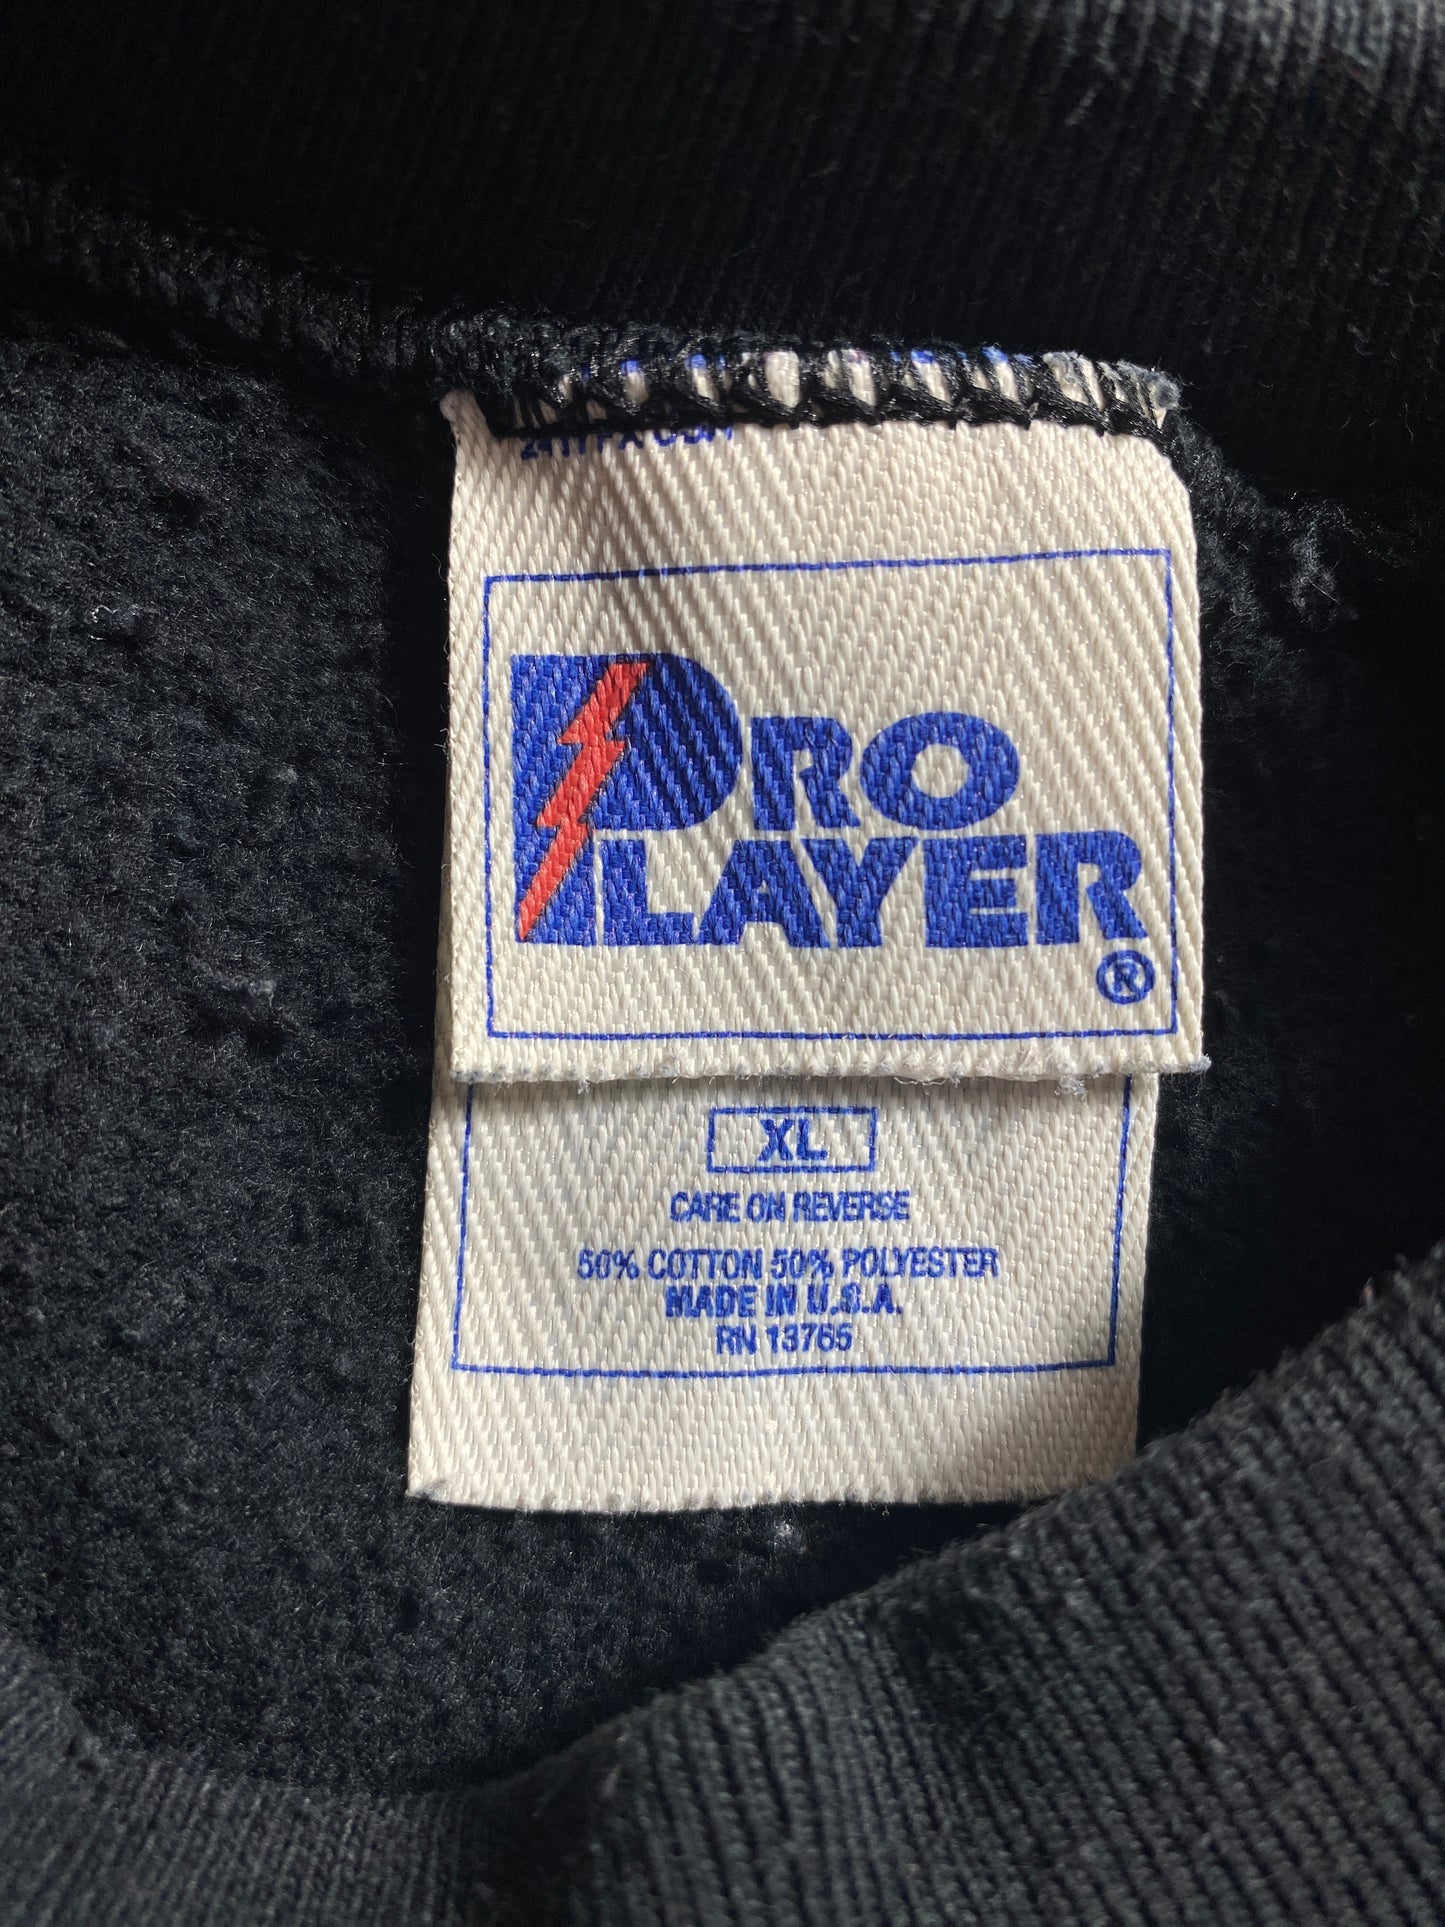 PRO
PLAYER
®
XL
CARE ON REVERSE
50% COTTON 50% POLYESTER
MADE IN U.S.A.
RN 13765